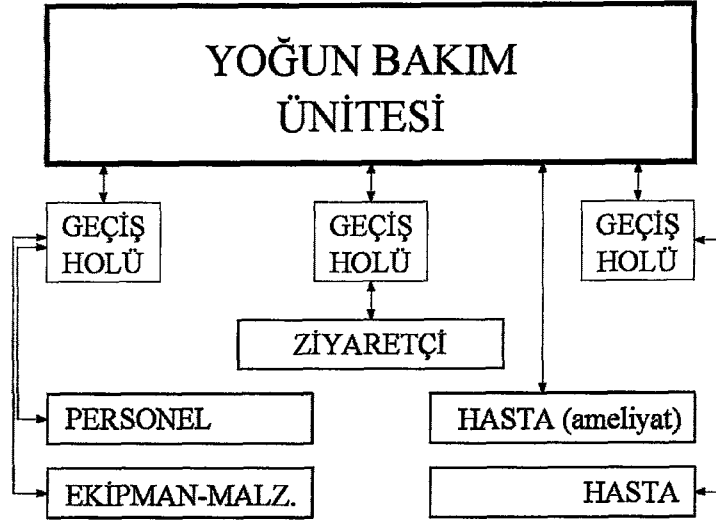 YOĞUN BAKIM
ÜNİTESİ
GEÇİŞ
HOLÜ
GEÇİŞ
HOLÜ
GEÇİŞ
HOLÜ
ZİYARETÇİ
PERSONEL
HASTA (ameliyat)
EKİPMAN-MALZ.
HASTA